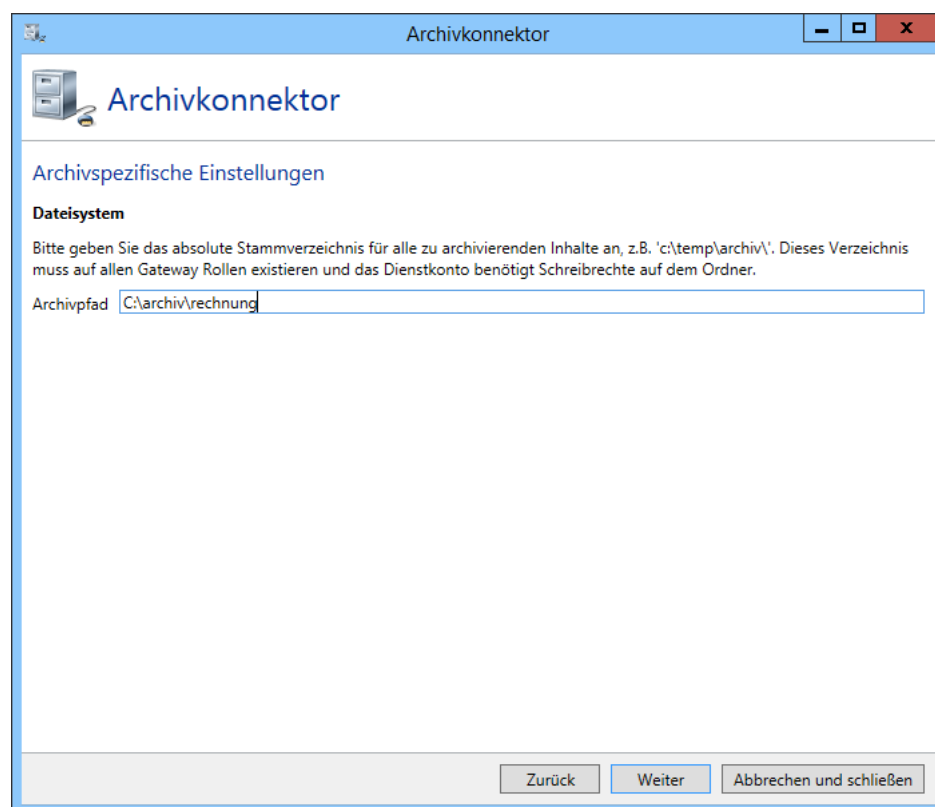 Archivkonnektor
Archivkonnektor
Archivspezifische Einstellungen
Dateisystem
Bitte geben Sie das absolute Stammverzeichnis für alle zu archivierenden Inhalte an, z.B. 'c:\temp\archiv\'. Dieses Verzeichnis
muss auf allen Gateway Rollen existieren und das Dienstkonto benötigt Schreibrechte auf dem Ordner.
Archivpfad C:\archiv\rechnung
Zurück Weiter Abbrechen und schließen